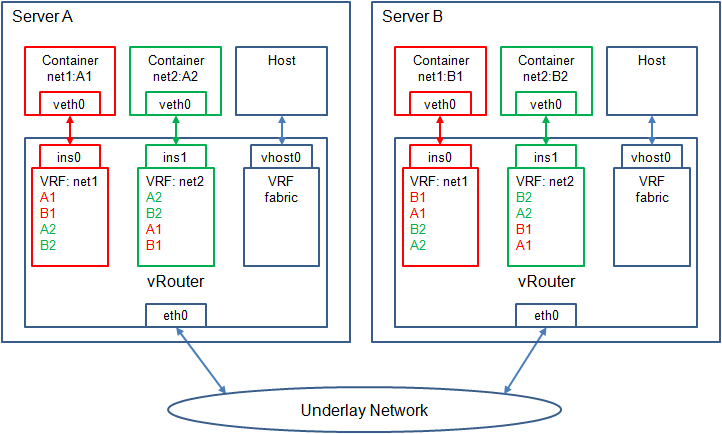 Server A
Container
net1:A1
veth0
Container
net2:A2
veth0
Host
ins0
VRF: net1
A1
B1
A2
B2
ins1
VRF: net2
A2
B2
A1
B1
vhost0
VRF
fabric
vRouter
eth0
Server B
Container
net1:B1
veth0
Container
net2:B2
veth0
Host
ins0
VRF: net1
B1
A1
B2
A2
ins1
VRF: net2
B2
A2
B1
A1
vhost0
VRF
fabric
vRouter
eth0
Underlay Network